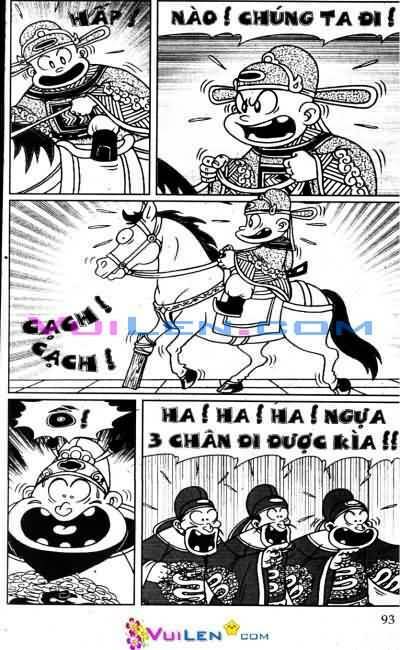 HẤP!
NÀO! CHÚNG TA ĐI!
CẠCH!
CẠCH!
VUILEN.COM
Ồ!
HA! HA! HA! NGỰA
3 CHÂN ĐI ĐƯỢC KÌA!!
93
VUILEN.COM